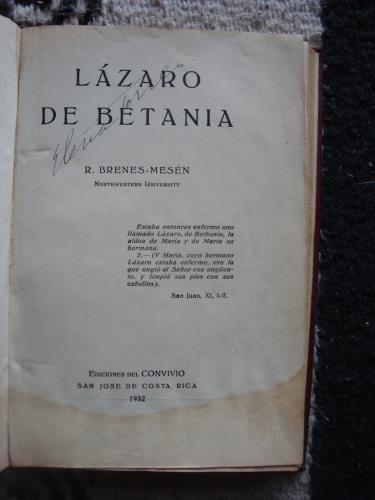 LÁZARO
DE BETANIA
Elena
R. BRENES-MESÉN
NORTHWESTERN UNIVERSITY
Estaba entonces enfermo uno
llamado Lázaro, de Bethania, la
aldea de María y de Marta su
hermana.
2.—(Y María, cuyo hermano
Lázaro estaba enfermo, era la
que ungió al Señor con ungüen-
to, y limpió sus pies con sus
cabellos).
San Juan. XI, 1-2.
EDICIONES DEL CONVIVIO
SAN JOSE DE COSTA RICA
1932